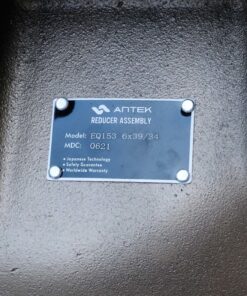 ANTEK
REDUCER ASSEMBLY
Model: EQ153 6x39/34
MDC: 0621
• Japanese Technology
• Safety Guarantee
• Worldwide Warranty